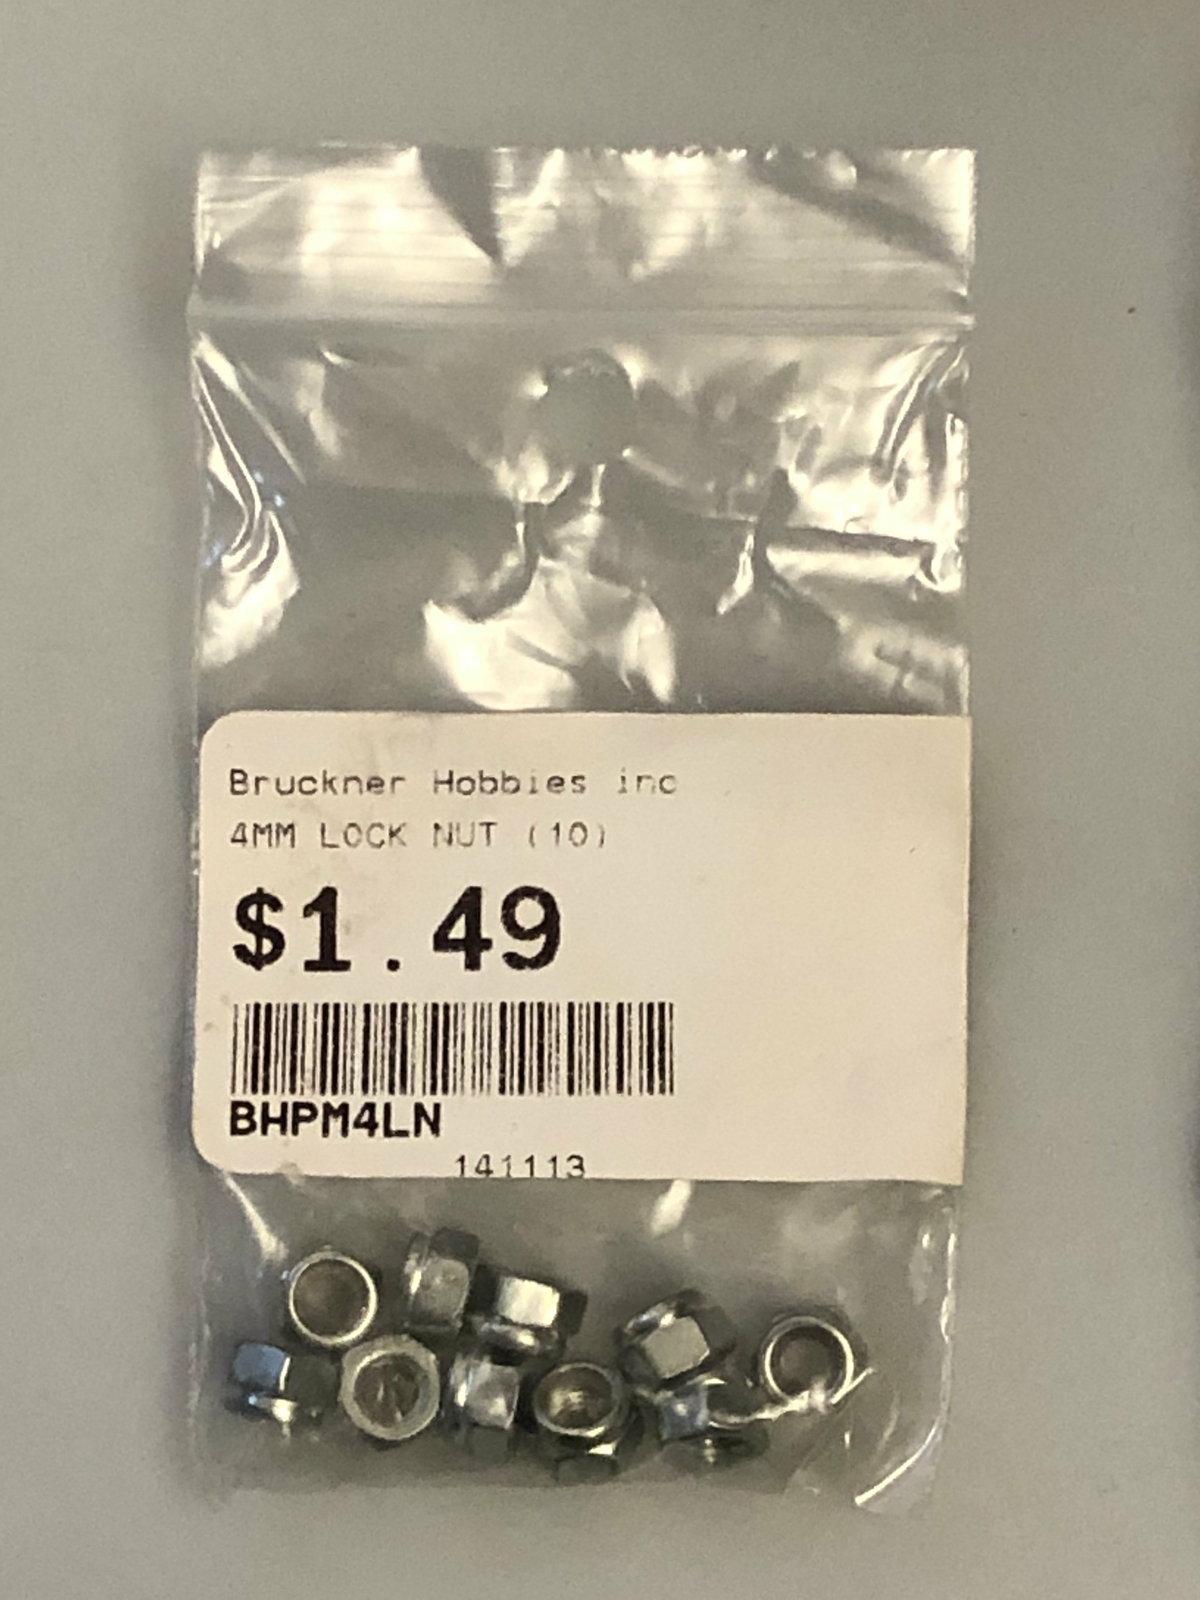 Bruckner Hobbies inc
4MM LOCK NUT (10)
$1.49
BHPM4LN
141113